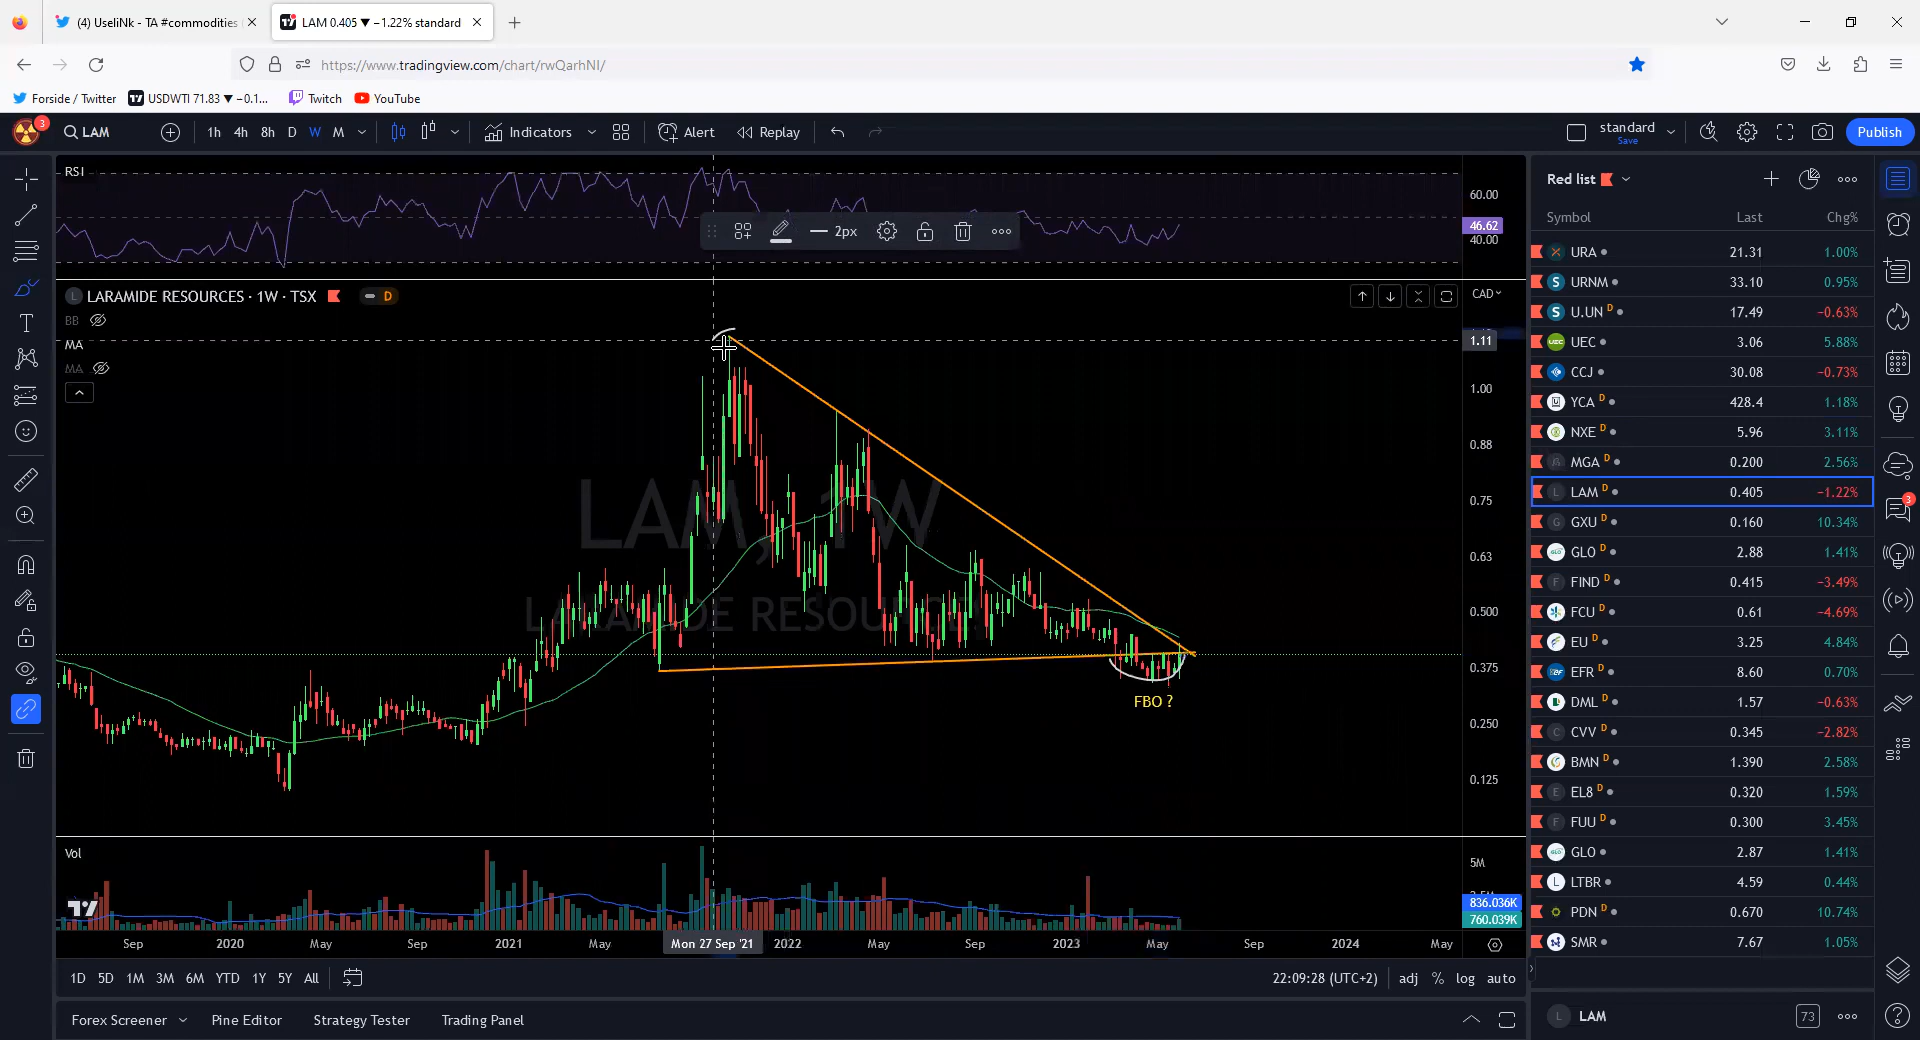 (4) UseliNk - TA #commodities
LAM 0.405 ▼ −1.22% standard
https://www.tradingview.com/chart/rwQarhNI/
Forside / Twitter
USDWTI 71.83 ▼ −0.1...
Twitch
YouTube
3
LAM
1h 4h 8h D W M
Indicators
Alert
Replay
standard
Save
Publish
RSI
60.00
46.62
40.00
2px
LARAMIDE RESOURCES · 1W · TSX
D
CAD
BB
MA
MA
1.11
1.00
0.88
0.75
0.63
0.500
0.375
0.250
0.125
LAM, 1W
LARAMIDE RESOURCES
FBO ?
Vol
5M
836.036K
760.039K
Sep 2020 May Sep 2021 May Mon 27 Sep '21 2022 May Sep 2023 May Sep 2024 May
1D 5D 1M 3M 6M YTD 1Y 5Y All
22:09:28 (UTC+2)
adj % log auto
Forex Screener
Pine Editor
Strategy Tester
Trading Panel
Red list
Symbol Last Chg%
URA 21.31 1.00%
URNM 33.10 0.95%
U.UN D 17.49 −0.63%
UEC 3.06 5.88%
CCJ 30.08 −0.73%
YCA D 428.4 1.18%
NXE D 5.96 3.11%
MGA D 0.200 2.56%
LAM D 0.405 −1.22%
GXU D 0.160 10.34%
GLO D 2.88 1.41%
FIND D 0.415 −3.49%
FCU D 0.61 −4.69%
EU D 3.25 4.84%
EFR D 8.60 0.70%
DML D 1.57 −0.63%
CVV D 0.345 −2.82%
BMN D 1.390 2.58%
EL8 D 0.320 1.59%
FUU D 0.300 3.45%
GLO 2.87 1.41%
LTBR 4.59 0.44%
PDN D 0.670 10.74%
SMR 7.67 1.05%
LAM
73
3